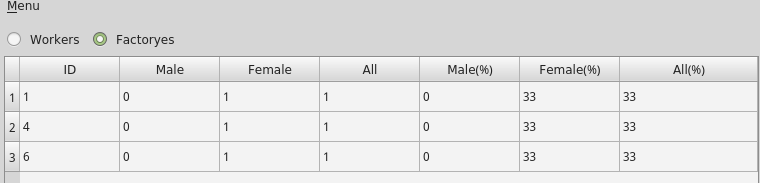 Menu
Workers Factoryes
ID Male Female All Male(%) Female(%) All(%)
1 1 0 1 1 0 33 33
2 4 0 1 1 0 33 33
3 6 0 1 1 0 33 33